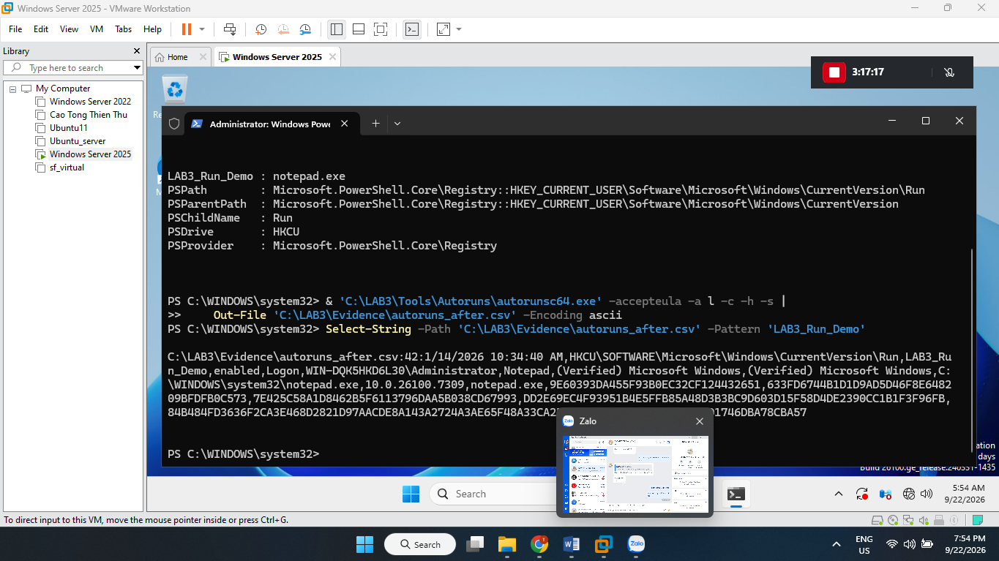 Windows Server 2025 - VMware Workstation
File Edit View VM Tabs Help
Library
Type here to search
My Computer
Windows Server 2022
Cao Tong Thien Thu
Ubuntu11
Ubuntu_server
Windows Server 2025
sf_virtual
Home
Windows Server 2025
3:17:17
Administrator: Windows Powe
LAB3_Run_Demo : notepad.exe
PSPath : Microsoft.PowerShell.Core\Registry::HKEY_CURRENT_USER\Software\Microsoft\Windows\CurrentVersion\Run
PSParentPath : Microsoft.PowerShell.Core\Registry::HKEY_CURRENT_USER\Software\Microsoft\Windows\CurrentVersion
PSChildName : Run
PSDrive : HKCU
PSProvider : Microsoft.PowerShell.Core\Registry
PS C:\WINDOWS\system32> & 'C:\LAB3\Tools\Autoruns\autorunsc64.exe' -accepteula -a l -c -h -s |
>> Out-File 'C:\LAB3\Evidence\autoruns_after.csv' -Encoding ascii
PS C:\WINDOWS\system32> Select-String -Path 'C:\LAB3\Evidence\autoruns_after.csv' -Pattern 'LAB3_Run_Demo'
C:\LAB3\Evidence\autoruns_after.csv:42:1/14/2026 10:34:40 AM,HKCU\SOFTWARE\Microsoft\Windows\CurrentVersion\Run,LAB3_Ru
n_Demo,enabled,Logon,WIN-DQK5HKD6L30\Administrator,Notepad,(Verified) Microsoft Windows,(Verified) Microsoft Windows,C:
\WINDOWS\system32\notepad.exe,10.0.26100.7309,notepad.exe,9E60393DA455F93B0EC32CF124432651,633FD6744B1D1D9AD5D46F8E6482
09BFDFB0C573,7E425C58A1D8462B5F6113796DAA5B038CD67993,DD2E69EC4F93951B4E5FFB85A48D3B3BC9D603D15F58D4DE2390CC1B1F3F96FB,
84B484FD3636F2CA3E468D2821D97AACDE8A143A2724A3AE65F48A33CA2 1746DBA78CBA57
PS C:\WINDOWS\system32>
Zalo
ation
days
Build 26100.ge_release.240331-1435
Search
5:54 AM
9/22/2026
To direct input to this VM, move the mouse pointer inside or press Ctrl+G.
Search
Zalo
ENG
US
7:54 PM
9/22/2026